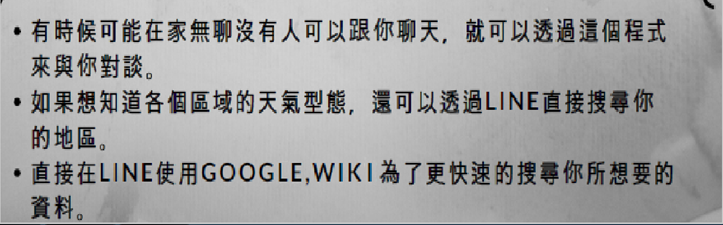 • 有時候可能在家無聊沒有人可以跟你聊天，就可以透過這個程式
來與你對談。
• 如果想知道各個區域的天氣型態，還可以透過LINE直接搜尋你
的地區。
• 直接在LINE使用GOOGLE,WIKI為了更快速的搜尋你所想要的
資料。